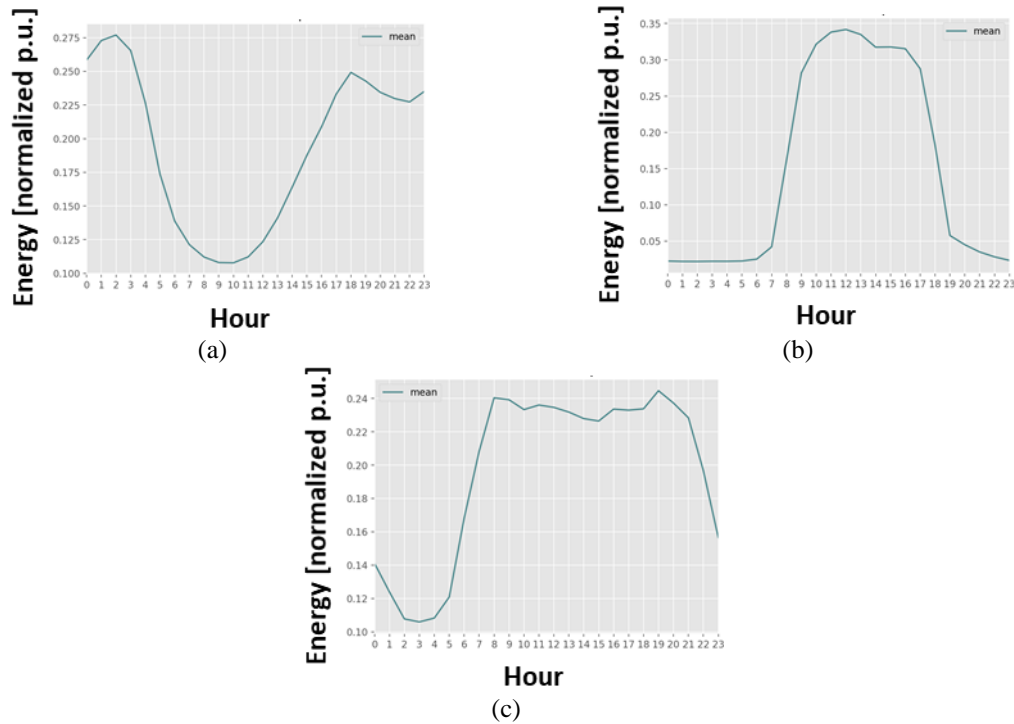 Energy [normalized p.u.]
0.275
0.250
0.225
0.200
0.175
0.150
0.125
0.100
mean
0 1 2 3 4 5 6 7 8 9 10 11 12 13 14 15 16 17 18 19 20 21 22 23
Hour
(a)
Energy [normalized p.u.]
0.35
0.30
0.25
0.20
0.15
0.10
0.05
mean
0 1 2 3 4 5 6 7 8 9 10 11 12 13 14 15 16 17 18 19 20 21 22 23
Hour
(b)
Energy [normalized p.u.]
0.24
0.22
0.20
0.18
0.16
0.14
0.12
0.10
mean
0 1 2 3 4 5 6 7 8 9 10 11 12 13 14 15 16 17 18 19 20 21 22 23
Hour
(c)